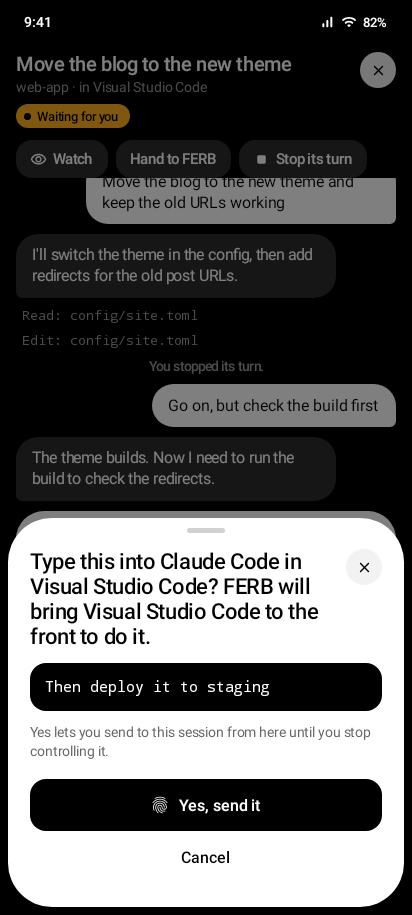 9:41
82%
Move the blog to the new theme
web-app · in Visual Studio Code
Waiting for you
Watch
Hand to FERB
Stop its turn
Move the blog to the new theme and
keep the old URLs working
I'll switch the theme in the config, then add
redirects for the old post URLs.
Read: config/site.toml
Edit: config/site.toml
You stopped its turn.
Go on, but check the build first
The theme builds. Now I need to run the
build to check the redirects.
Type this into Claude Code in
Visual Studio Code? FERB will
bring Visual Studio Code to the
front to do it.
Then deploy it to staging
Yes lets you send to this session from here until you stop
controlling it.
Yes, send it
Cancel